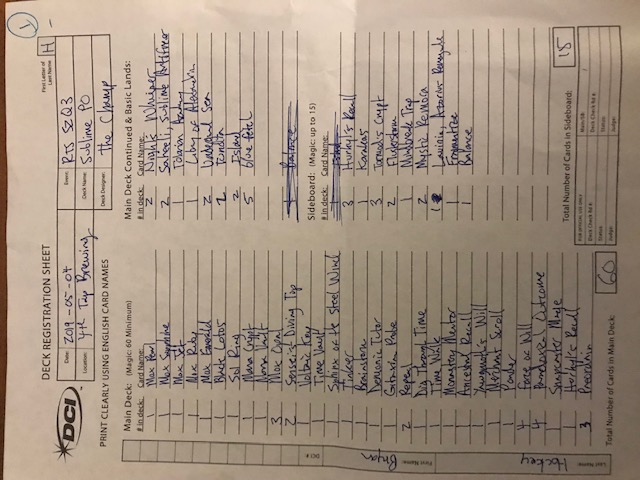 1
DECK REGISTRATION SHEET
First Letter of Last Name: H
DCI
Date: 2019-05-04
Event: RTS SZQ3
Location: 4th Tap Brewing
Deck Name: Sublime PO
Deck Designer: The Champ
PRINT CLEARLY USING ENGLISH CARD NAMES
Main Deck: (Magic: 60 Minimum)
# in deck: Card Name:
1 Mox Pearl
1 Mox Sapphire
1 Mox Jet
1 Mox Ruby
1 Mox Emerald
1 Black Lotus
1 Sol Ring
1 Mana Crypt
1 Mana Vault
3 Mox Opal
2 Sensei's Divining Top
1 Voltaic Key
1 Time Vault
1 Sphinx of the Steel Wind
1 Tinker
1 Brainstorm
1 Demonic Tutor
1 Gitaxian Probe
2 Repeal
1 Dig Through Time
1 Time Walk
1 Monastery Mentor
1 Ancestral Recall
1 Yawgmoth's Will
1 Merchant Scroll
1 Ponder
4 Force of Will
4 Paradoxical Outcome
1 Snapcaster Mage
1 Hurkyl's Recall
3 Preordain
Total Number of Cards in Main Deck: 60
Main Deck Continued & Basic Lands:
# in deck: Card Name:
2 Night's Whisper
2 Saheeli, Sublime Artificer
1 Tolarian Academy
1 Library of Alexandria
2 Underground Sea
2 Tundra
2 Island
5 blue fetch
1 Balance
Sideboard: (Magic: up to 15)
# in deck: Card Name:
3 Hurkyl's Recall
1 Karakas
3 Tormod's Crypt
2 Flusterstorm
1 Mindbreak Trap
2 Mystic Remora
1 Lavinia, Azorius Renegade
1 Engineered
1 Balance
Total Number of Cards in Sideboard: 15
FOR OFFICIAL USE ONLY
Main/SB:
Deck Check Rd #:
Deck Check Rd #:
Status:
Status:
Judge:
Judge:
DCI #:
First Name: Bryan
Last Name: Hockey